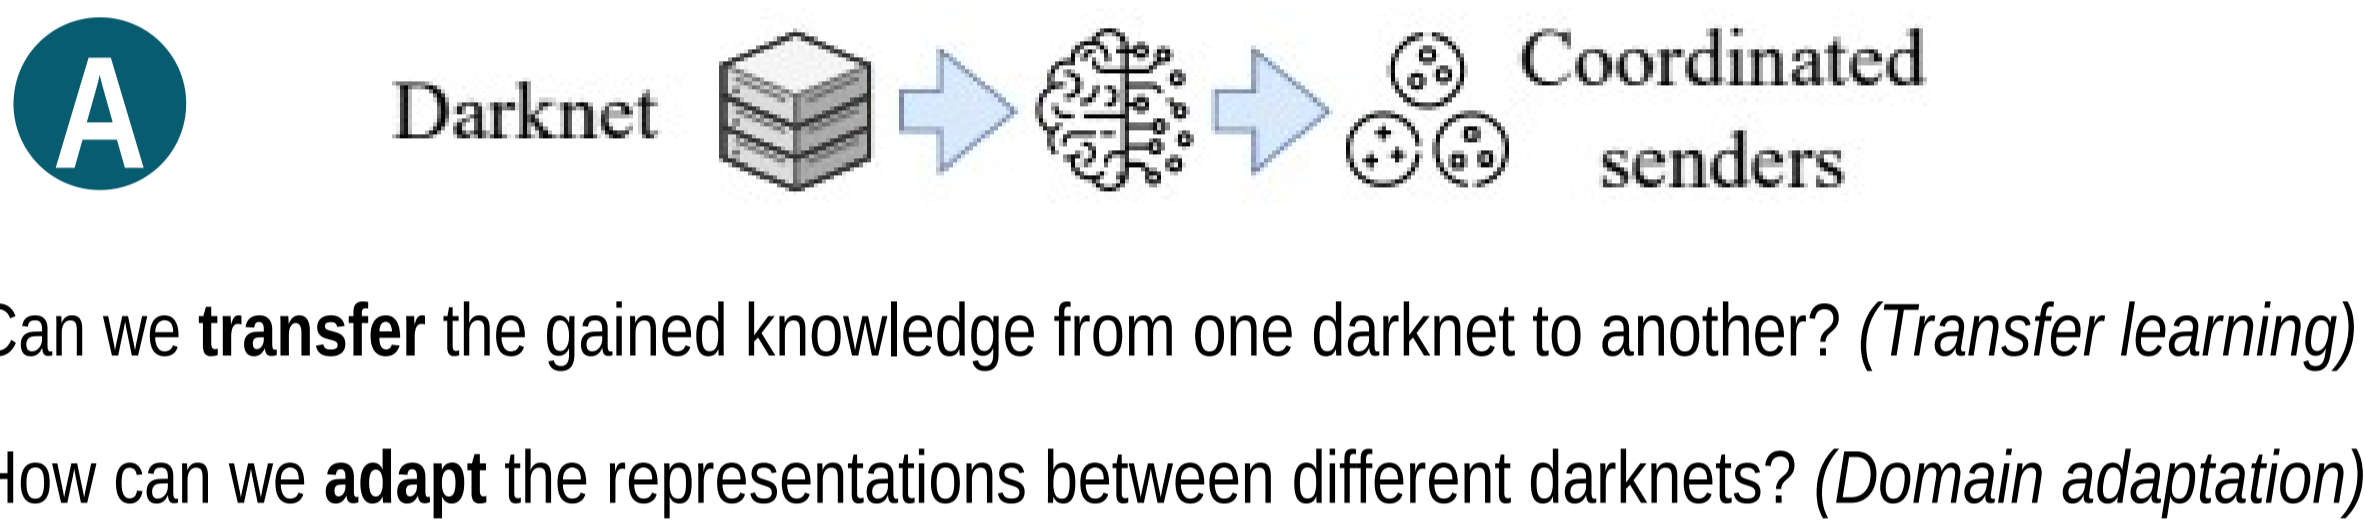 A
Darknet
Coordinated
senders
Can we transfer the gained knowledge from one darknet to another? (Transfer learning)
How can we adapt the representations between different darknets? (Domain adaptation)